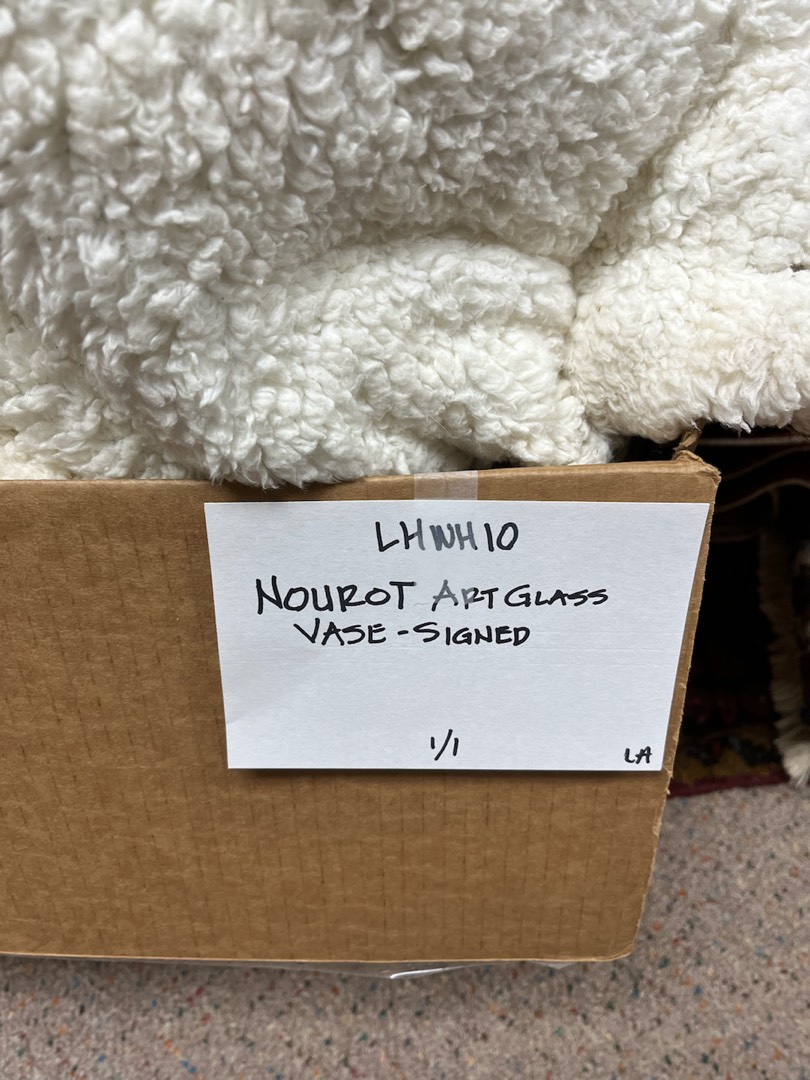 LHWH10
NOUROT ART GLASS
VASE - SIGNED
1/1
LA